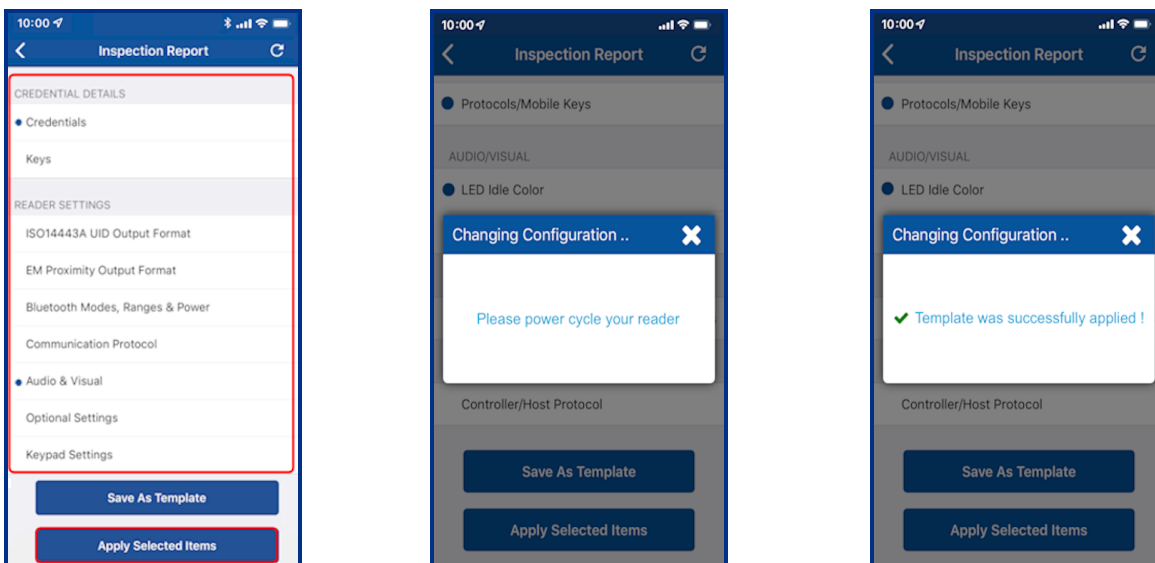 10:00
Inspection Report
CREDENTIAL DETAILS
Credentials
Keys
READER SETTINGS
ISO14443A UID Output Format
EM Proximity Output Format
Bluetooth Modes, Ranges & Power
Communication Protocol
Audio & Visual
Optional Settings
Keypad Settings
Save As Template
Apply Selected Items
10:00
Inspection Report
Protocols/Mobile Keys
AUDIO/VISUAL
LED Idle Color
Changing Configuration ..
Please power cycle your reader
Controller/Host Protocol
Save As Template
Apply Selected Items
10:00
Inspection Report
Protocols/Mobile Keys
AUDIO/VISUAL
LED Idle Color
Changing Configuration ..
Template was successfully applied !
Controller/Host Protocol
Save As Template
Apply Selected Items